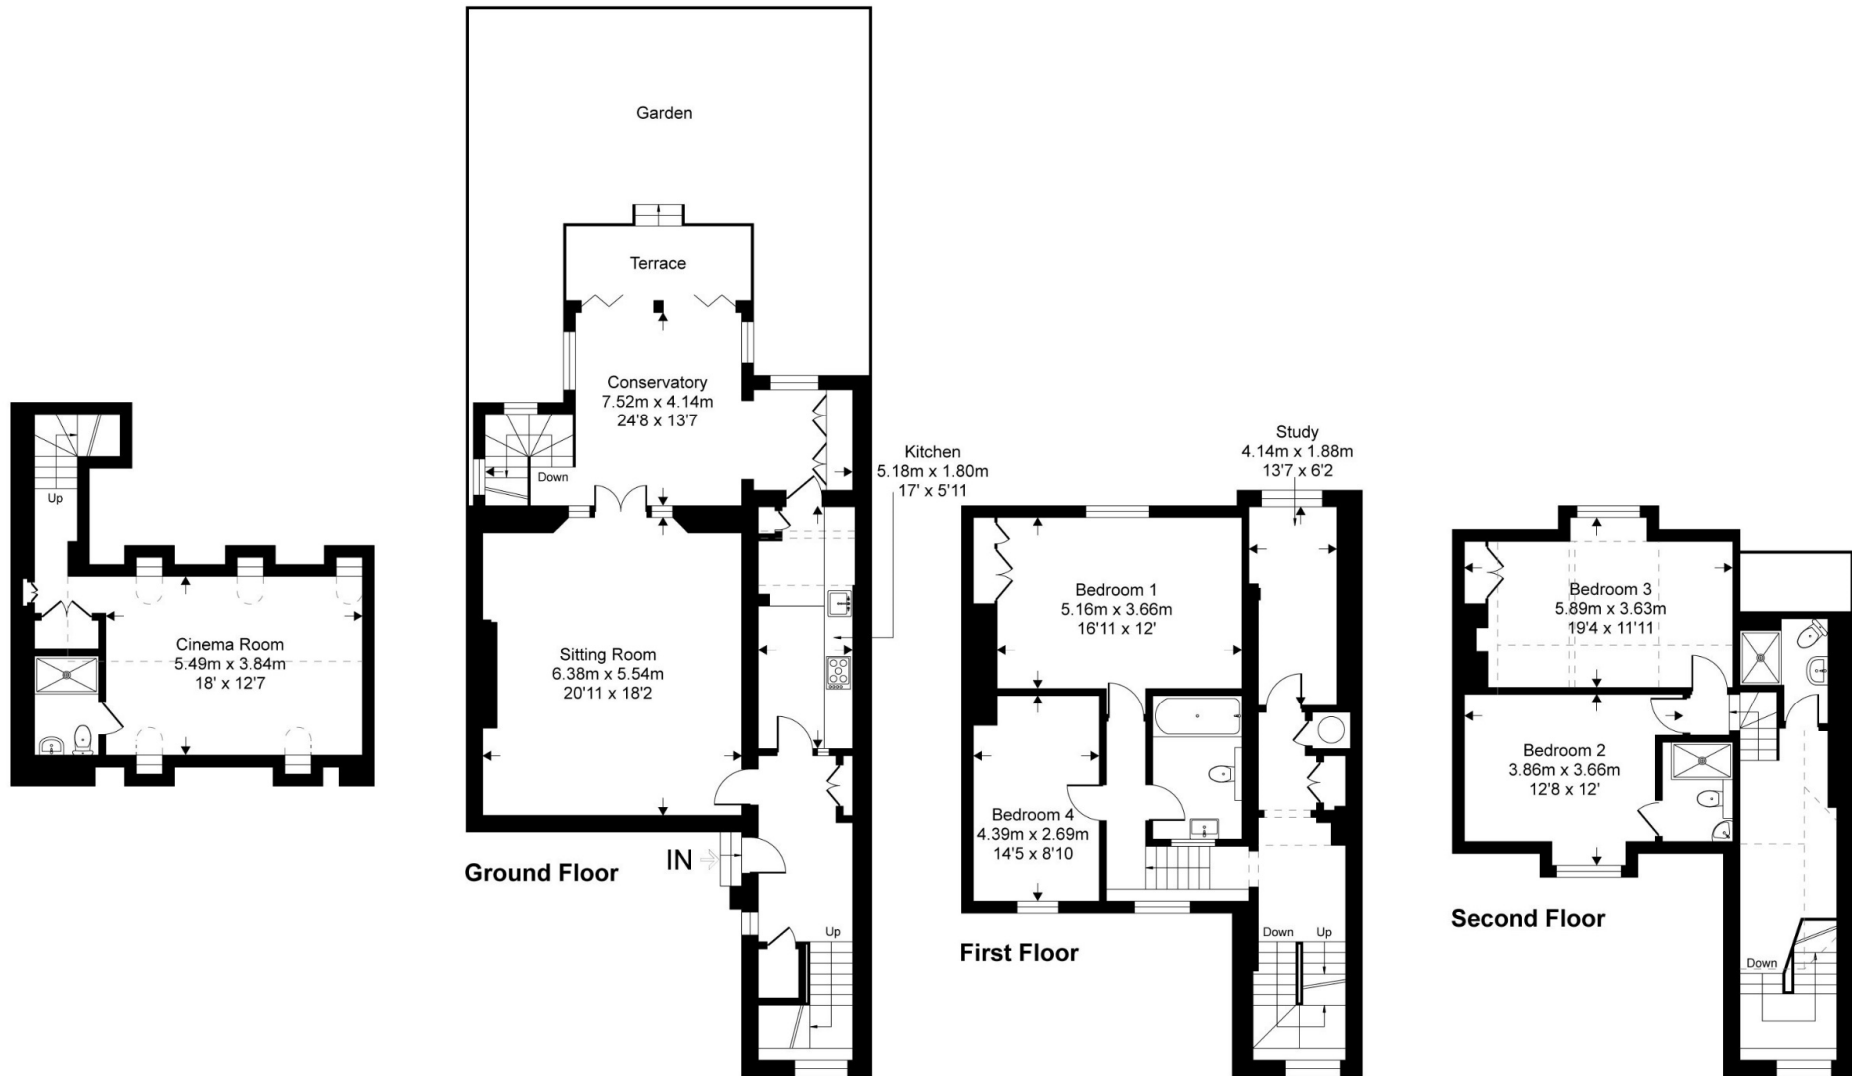 Up
Cinema Room
5.49m x 3.84m
18' x 12'7
Garden
Terrace
Conservatory
7.52m x 4.14m
24'8 x 13'7
Down
Kitchen
5.18m x 1.80m
17' x 5'11
Sitting Room
6.38m x 5.54m
20'11 x 18'2
IN
Up
Ground Floor
Study
4.14m x 1.88m
13'7 x 6'2
Bedroom 1
5.16m x 3.66m
16'11 x 12'
Bedroom 4
4.39m x 2.69m
14'5 x 8'10
Down
Up
First Floor
Bedroom 3
5.89m x 3.63m
19'4 x 11'11
Bedroom 2
3.86m x 3.66m
12'8 x 12'
Down
Second Floor